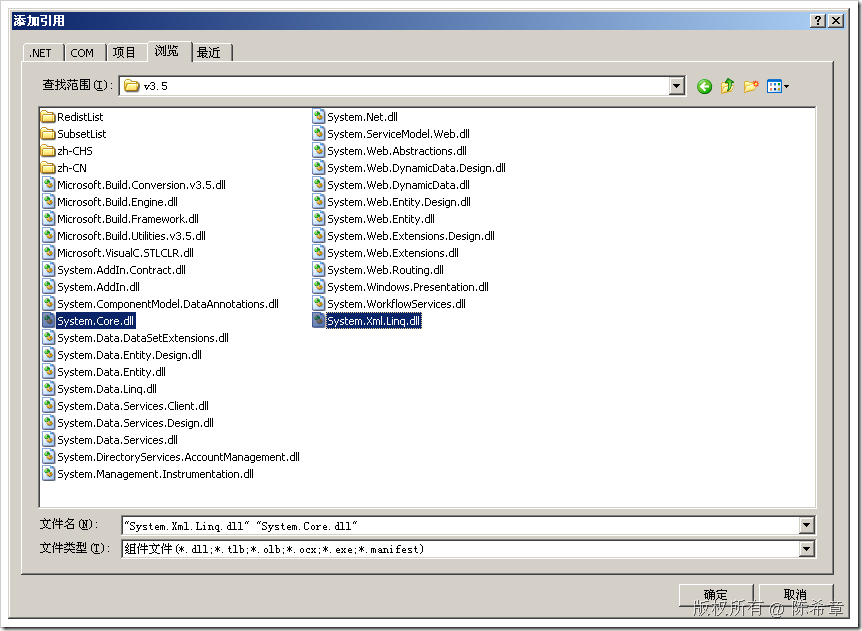 添加引用
.NET COM 项目 浏览 最近
查找范围(I): v3.5
RedistList
SubsetList
zh-CHS
zh-CN
Microsoft.Build.Conversion.v3.5.dll
Microsoft.Build.Engine.dll
Microsoft.Build.Framework.dll
Microsoft.Build.Utilities.v3.5.dll
Microsoft.VisualC.STLCLR.dll
System.AddIn.Contract.dll
System.AddIn.dll
System.ComponentModel.DataAnnotations.dll
System.Core.dll
System.Data.DataSetExtensions.dll
System.Data.Entity.Design.dll
System.Data.Entity.dll
System.Data.Linq.dll
System.Data.Services.Client.dll
System.Data.Services.Design.dll
System.Data.Services.dll
System.DirectoryServices.AccountManagement.dll
System.Management.Instrumentation.dll
System.Net.dll
System.ServiceModel.Web.dll
System.Web.Abstractions.dll
System.Web.DynamicData.Design.dll
System.Web.DynamicData.dll
System.Web.Entity.Design.dll
System.Web.Entity.dll
System.Web.Extensions.Design.dll
System.Web.Extensions.dll
System.Web.Routing.dll
System.Windows.Presentation.dll
System.WorkflowServices.dll
System.Xml.Linq.dll
文件名(N): "System.Xml.Linq.dll" "System.Core.dll"
文件类型(T): 组件文件(*.dll;*.tlb;*.olb;*.ocx;*.exe;*.manifest)
确定 取消
版权所有 @ 陈希章